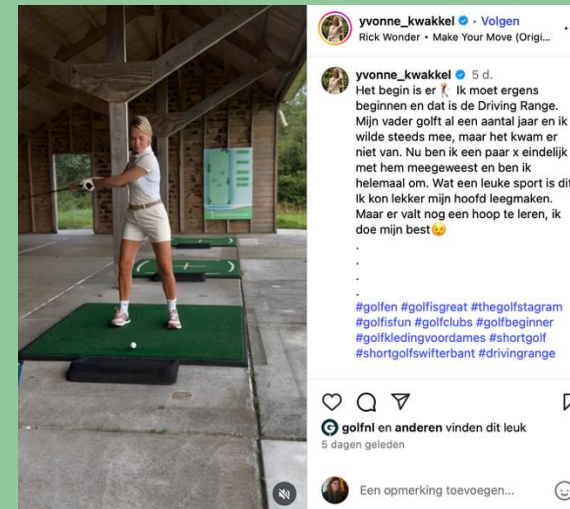 yvonne_kwakkel • Volgen
Rick Wonder • Make Your Move (Origi...
yvonne_kwakkel 5 d.
Het begin is er 🏌️‍♀️ Ik moet ergens
beginnen en dat is de Driving Range.
Mijn vader golft al een aantal jaar en ik
wilde steeds mee, maar het kwam er
niet van. Nu ben ik een paar x eindelijk
met hem meegeweest en ben ik
helemaal om. Wat een leuke sport is dit
Ik kon lekker mijn hoofd leegmaken.
Maar er valt nog een hoop te leren, ik
doe mijn best😉
.
.
.
.
#golfen #golfisgreat #thegolfstagram
#golfisfun #golfclubs #golfbeginner
#golfkledingvoordames #shortgolf
#shortgolfswifterbant #drivingrange
golfnl en anderen vinden dit leuk
5 dagen geleden
Een opmerking toevoegen...